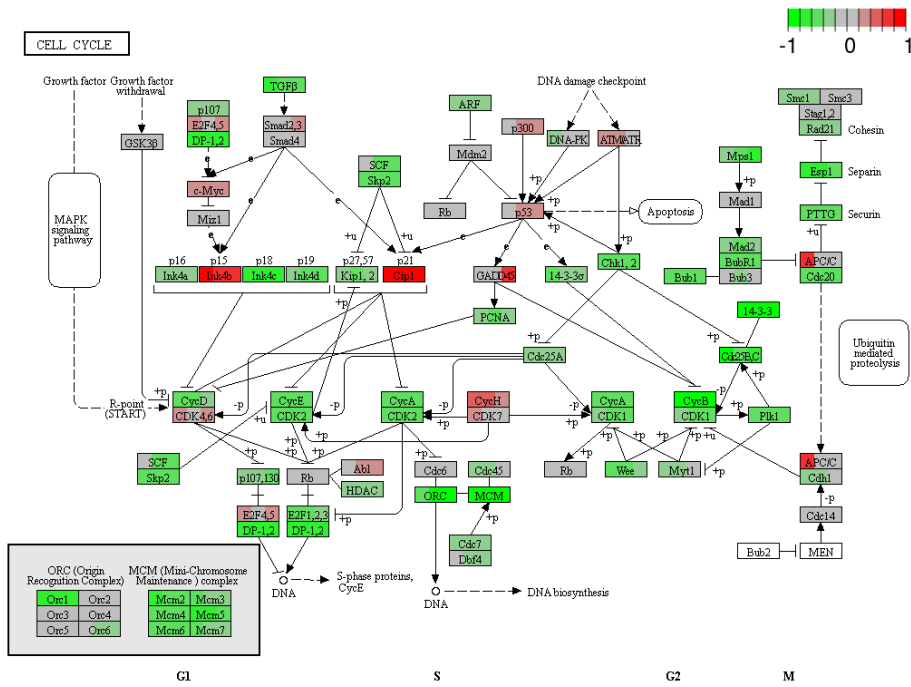 -1 0 1
CELL CYCLE
Growth factor
Growth factor
withdrawal
TGFβ
DNA damage checkpoint
p107
E2F4,5
DP-1,2
Smad2,3
Smad4
GSK3β
ARF
p300
DNA-PK
ATM/ATR
Mdm2
Smc1 Smc3
Stag1,2
Rad21
Cohesin
Mps1
Esp1
Separin
SCF
Skp2
+p
+p
+p
e
e
c-Myc
Miz1
MAPK
signaling
pathway
Rb
p53
Apoptosis
Mad1
PTTG
Securin
+u
+u
+u
+p
e
e
e
e
e
+p
+p
Mad2
BubR1
Bub3
Bub1
APC/C
Cdc20
p16 p15 p18 p19 p27,57 p21
Ink4a Ink4b Ink4c Ink4d Kip1, 2 Cip1
GADD45
14-3-3σ
Chk1, 2
PCNA
14-3-3
Cdc25A
Cdc25B,C
Ubiquitin
mediated
proteolysis
+p
+p
-p
-p
-p
-p
R-point
(START)
+p
CycD
CDK4,6
CycE
CDK2
CycA
CDK2
CycH
CDK7
CycA
CDK1
CycB
CDK1
Plk1
+p
+u
+p
+p
+p
+p
+u
SCF
Skp2
p107,130
Rb
Abl
HDAC
Cdc6
Cdc45
Rb
Wee
Myt1
+p
APC/C
Cdh1
ORC
MCM
-p
E2F4,5
DP-1,2
E2F1,2,3
DP-1,2
+p
+p
Cdc14
Cdc7
Dbf4
Bub2
MEN
ORC (Origin
Recognition Complex)
MCM (Mini-Chromosome
Maintenance ) complex
Orc1 Orc2
Orc3 Orc4
Orc5 Orc6
Mcm2 Mcm3
Mcm4 Mcm5
Mcm6 Mcm7
DNA
S-phase proteins,
CycE
DNA
DNA biosynthesis
G1 S G2 M